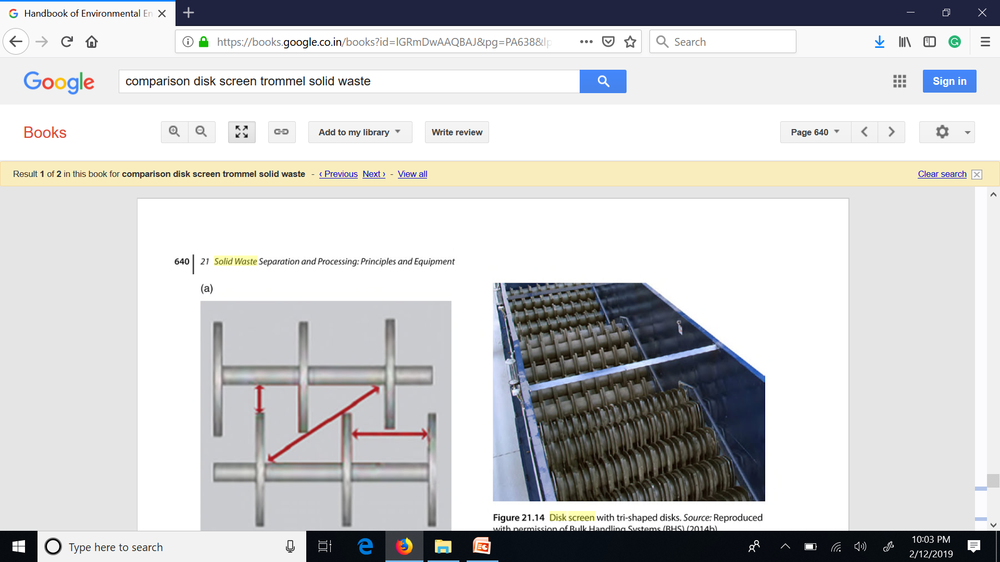 Handbook of Environmental En
https://books.google.co.in/books?id=lGRmDwAAQBAJ&pg=PA638&lp
Search
Google
comparison disk screen trommel solid waste
Sign in
Books
Add to my library
Write review
Page 640
Result 1 of 2 in this book for comparison disk screen trommel solid waste - ‹ Previous Next › - View all
Clear search
640 21 Solid Waste Separation and Processing: Principles and Equipment
(a)
Figure 21.14 Disk screen with tri-shaped disks. Source: Reproduced
with permission of Bulk Handling Systems (BHS) (2014b)
Type here to search
10:03 PM
2/12/2019